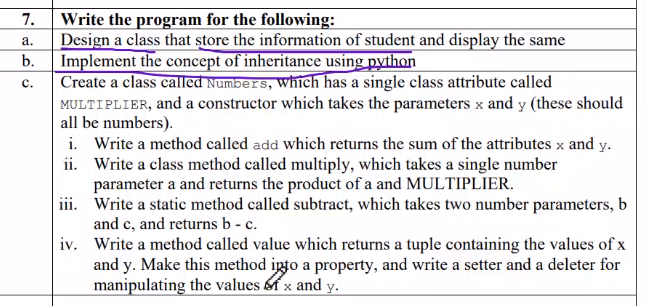 7. Write the program for the following:
a. Design a class that store the information of student and display the same
b. Implement the concept of inheritance using python
c. Create a class called Numbers, which has a single class attribute called
MULTIPLIER, and a constructor which takes the parameters x and y (these should
all be numbers).
i. Write a method called add which returns the sum of the attributes x and y.
ii. Write a class method called multiply, which takes a single number
parameter a and returns the product of a and MULTIPLIER.
iii. Write a static method called subtract, which takes two number parameters, b
and c, and returns b - c.
iv. Write a method called value which returns a tuple containing the values of x
and y. Make this method into a property, and write a setter and a deleter for
manipulating the values of x and y.